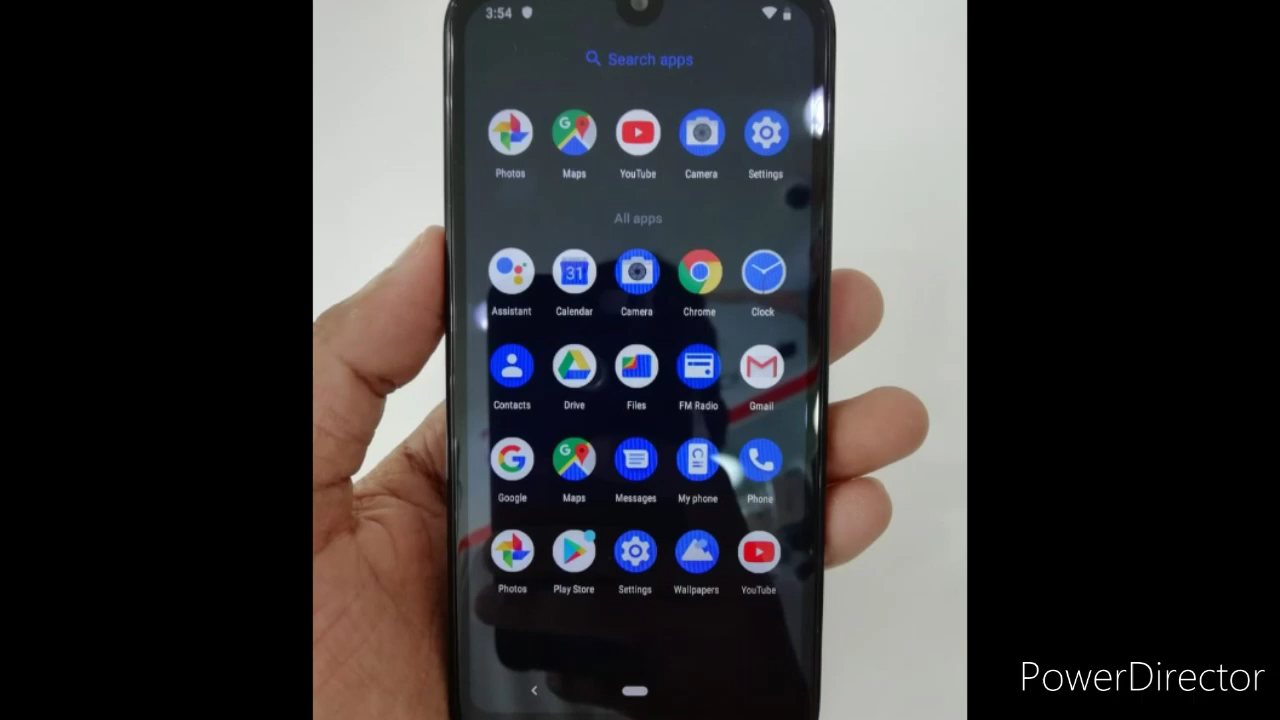 3:54
Search apps
Photos Maps YouTube Camera Settings
All apps
Assistant Calendar Camera Chrome Clock
31
Contacts Drive Files FM Radio Gmail
Google Maps Messages My phone Phone
Photos Play Store Settings Wallpapers YouTube
PowerDirector